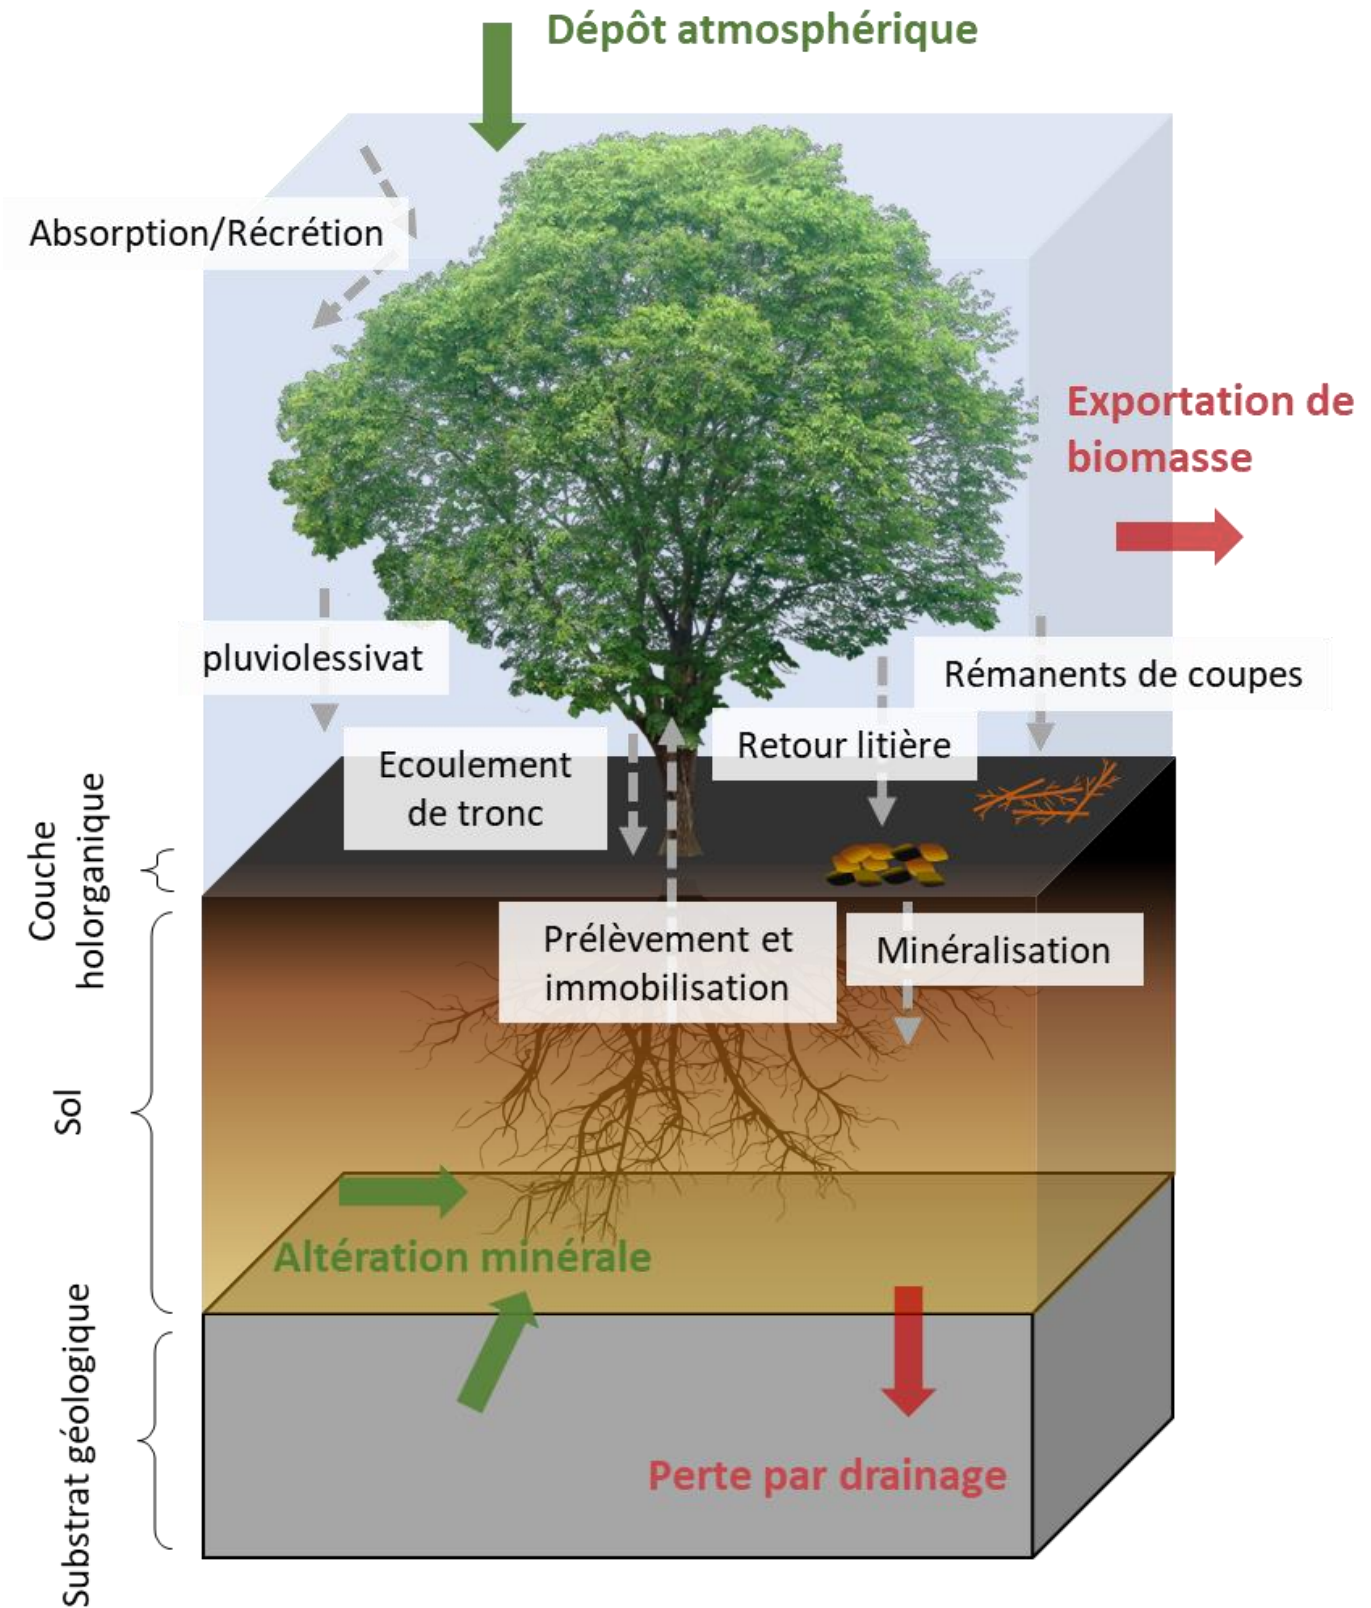 Dépôt atmosphérique
Absorption/Récrétion
Exportation de
biomasse
pluviolessivat
Rémanents de coupes
Retour litière
Ecoulement
de tronc
Couche
holorganique
Prélèvement et
immobilisation
Minéralisation
Sol
Altération minérale
Substrat géologique
Perte par drainage